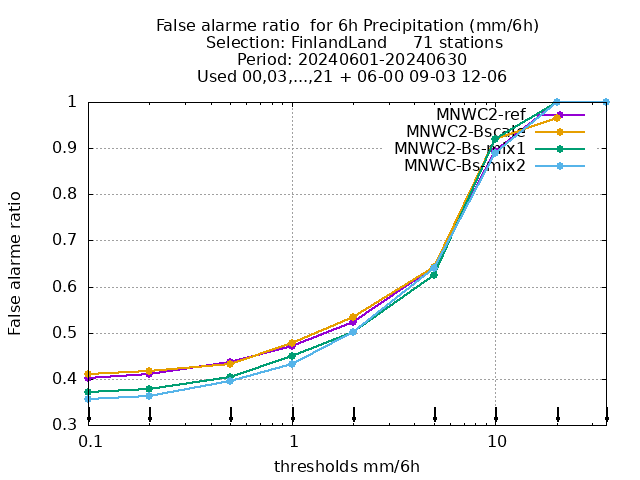 False alarme ratio  for 6h Precipitation (mm/6h)
Selection: FinlandLand     71 stations
Period: 20240601-20240630
Used 00,03,...,21 + 06-00 09-03 12-06
1
0.9
0.8
0.7
0.6
0.5
0.4
0.3
False alarme ratio
MNWC2-ref
MNWC2-Bscale
MNWC2-Bs-mix1
MNWC-Bs-mix2
0.1
1
10
thresholds mm/6h